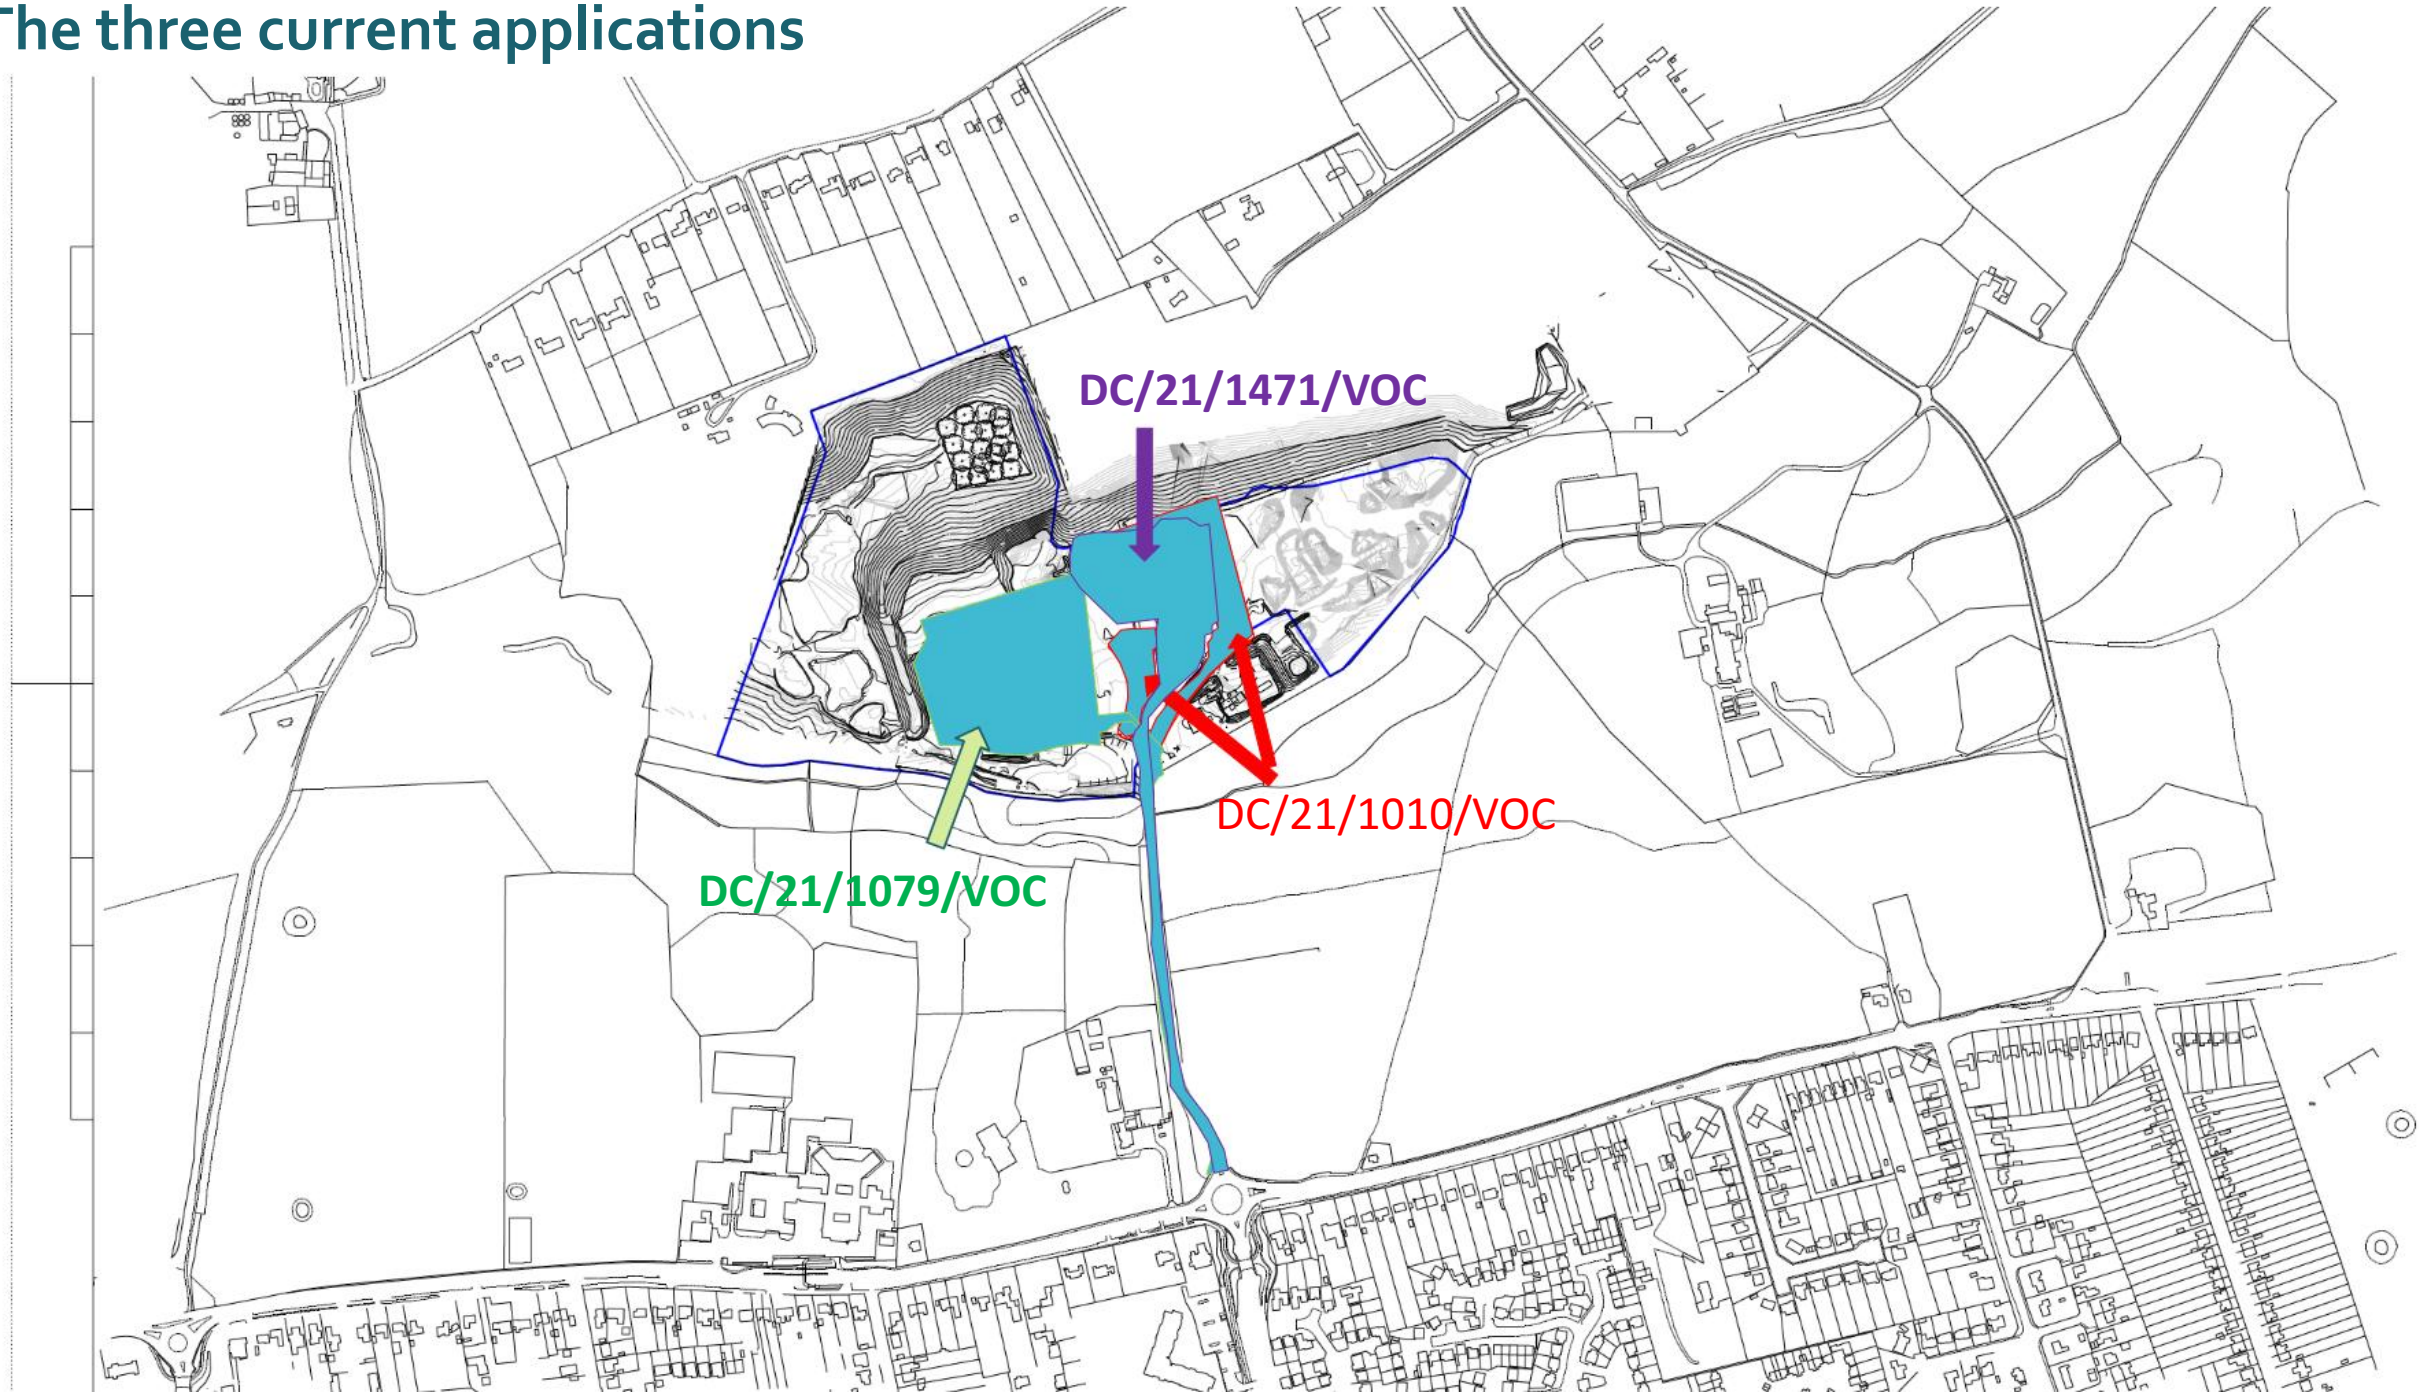 The three current applications
DC/21/1471/VOC
DC/21/1010/VOC
DC/21/1079/VOC